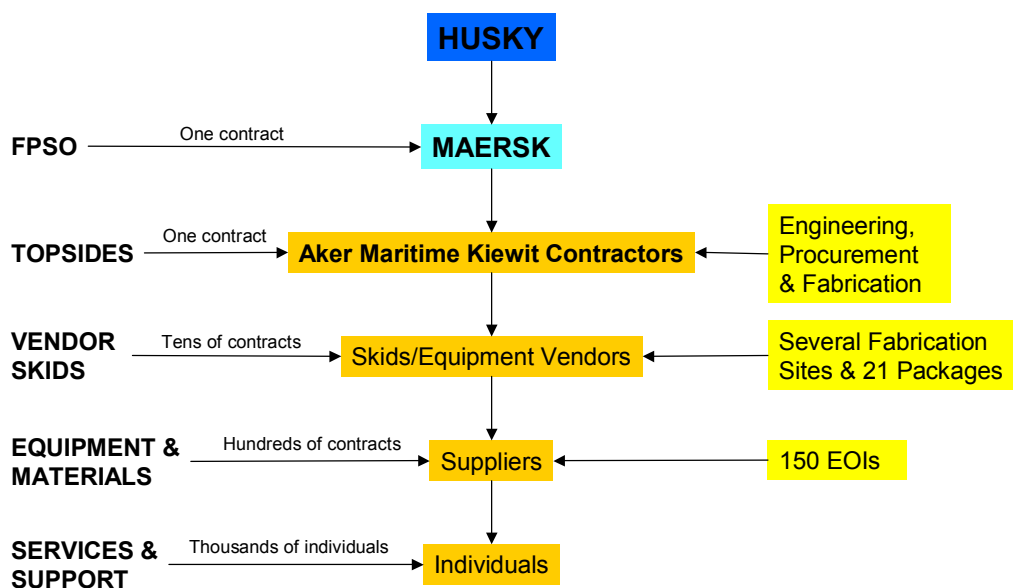 HUSKY
FPSO
One contract
MAERSK
TOPSIDES
One contract
Aker Maritime Kiewit Contractors
Engineering,
Procurement
& Fabrication
VENDOR
SKIDS
Tens of contracts
Skids/Equipment Vendors
Several Fabrication
Sites & 21 Packages
EQUIPMENT &
MATERIALS
Hundreds of contracts
Suppliers
150 EOIs
SERVICES &
SUPPORT
Thousands of individuals
Individuals